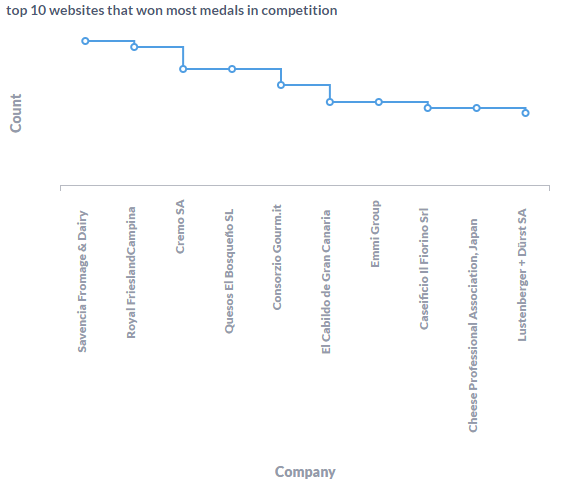 top 10 websites that won most medals in competition
Count
Savencia Fromage & Dairy
Royal FrieslandCampina
Cremo SA
Quesos El Bosqueño SL
Consorzio Gourm.it
El Cabildo de Gran Canaria
Emmi Group
Caseificio Il Fiorino Srl
Cheese Professional Association, Japan
Lustenberger + Dürst SA
Company